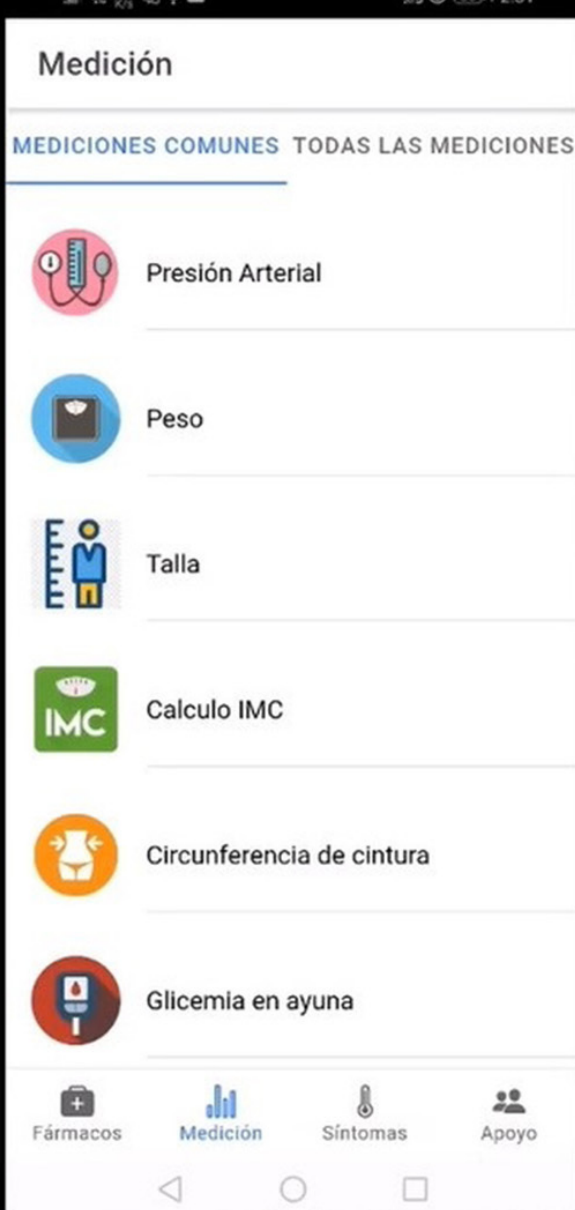 Medición
MEDICIONES COMUNES TODAS LAS MEDICIONES
Presión Arterial
Peso
Talla
IMC
Calculo IMC
Circunferencia de cintura
Glicemia en ayuna
Fármacos Medición Síntomas Apoyo